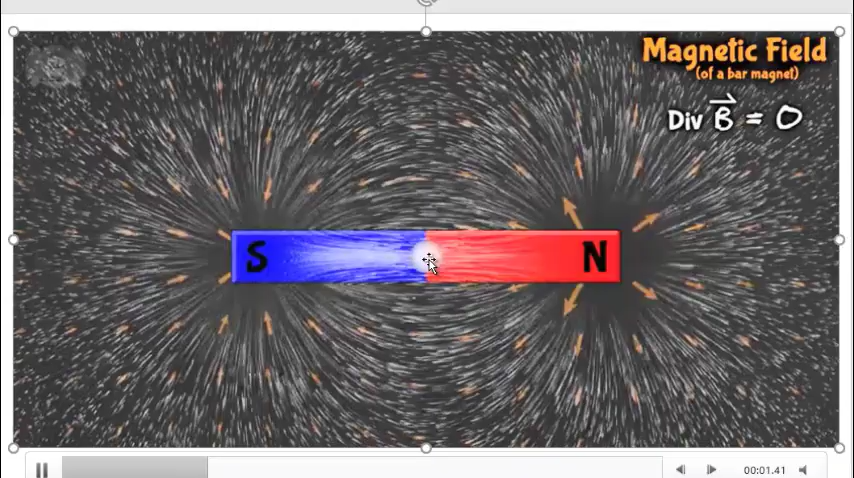 Magnetic Field
(of a bar magnet)
Div B⃗ = 0
S N
00:01.41